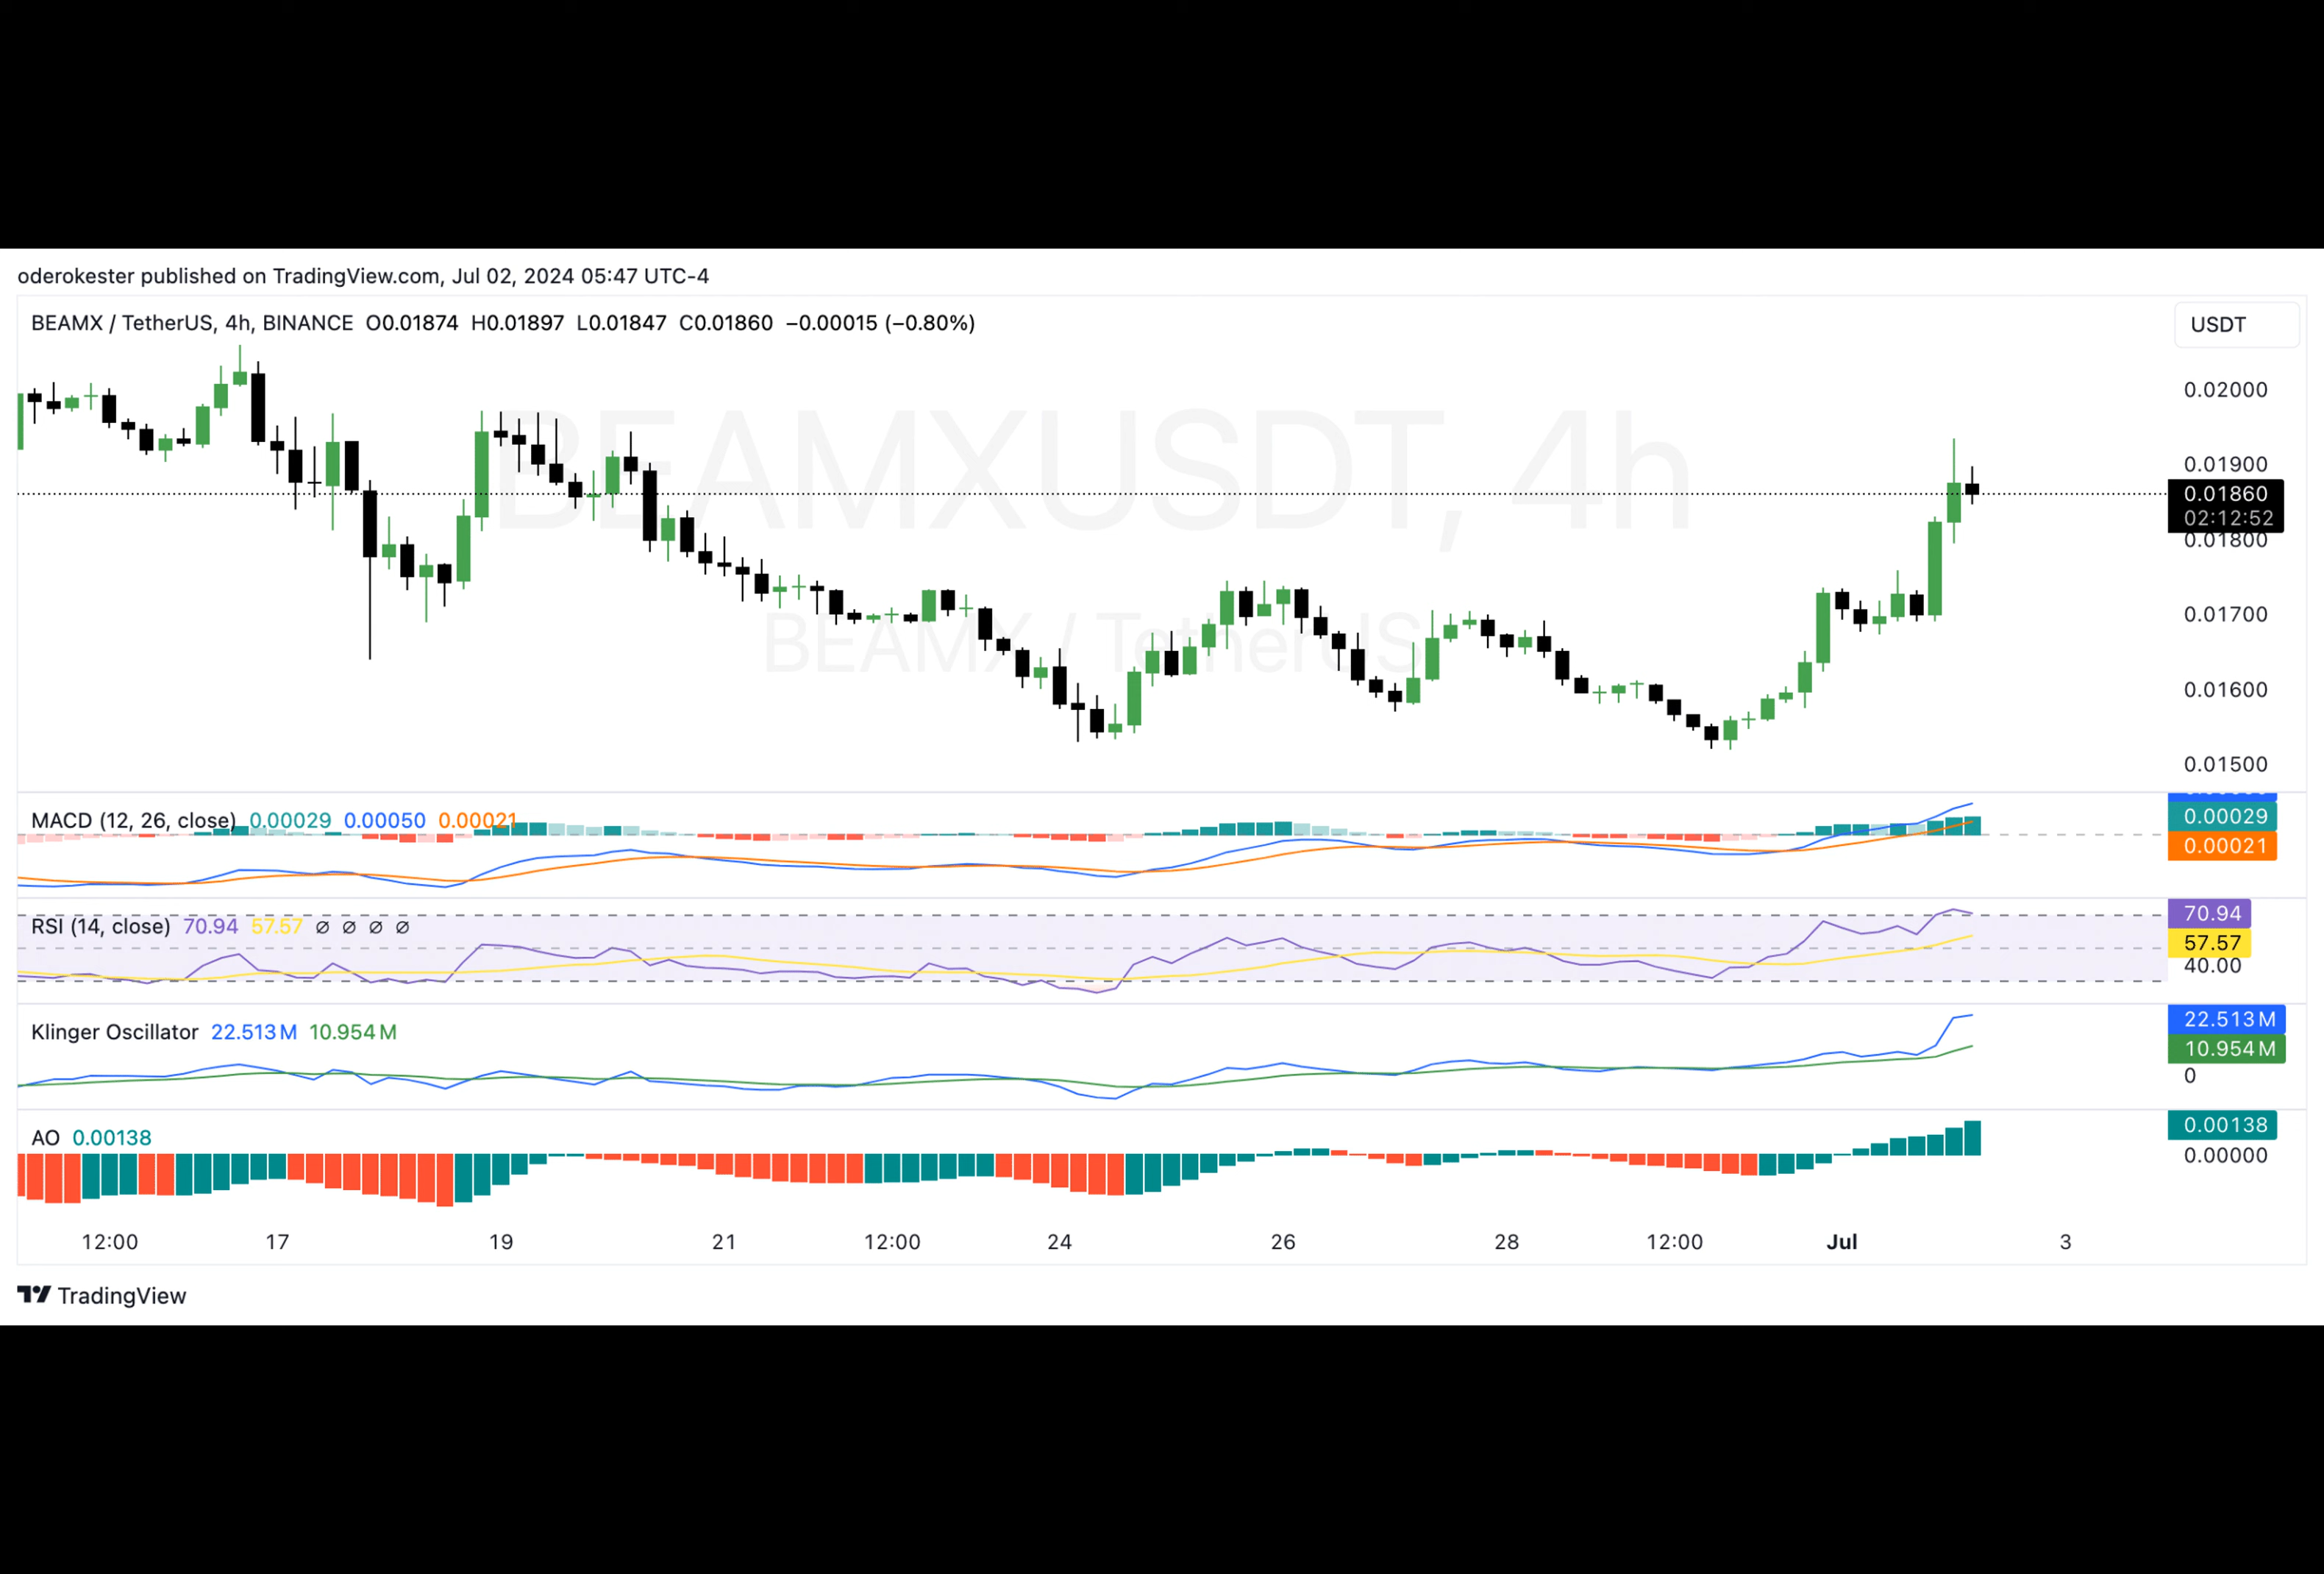 oderokester published on TradingView.com, Jul 02, 2024 05:47 UTC-4
BEAMX / TetherUS, 4h, BINANCE O0.01874 H0.01897 L0.01847 C0.01860 −0.00015 (−0.80%)
USDT
BEAMXUSDT, 4h
BEAMX / TetherUS
0.02000
0.01900
0.01860
02:12:52
0.01800
0.01700
0.01600
0.01500
MACD (12, 26, close) 0.00029 0.00050 0.00021
0.00029
0.00021
RSI (14, close) 70.94 57.57 ∅ ∅ ∅ ∅
70.94
57.57
40.00
Klinger Oscillator 22.513 M 10.954 M
22.513 M
10.954 M
0
AO 0.00138
0.00138
0.00000
12:00 17 19 21 12:00 24 26 28 12:00 Jul 3
TradingView